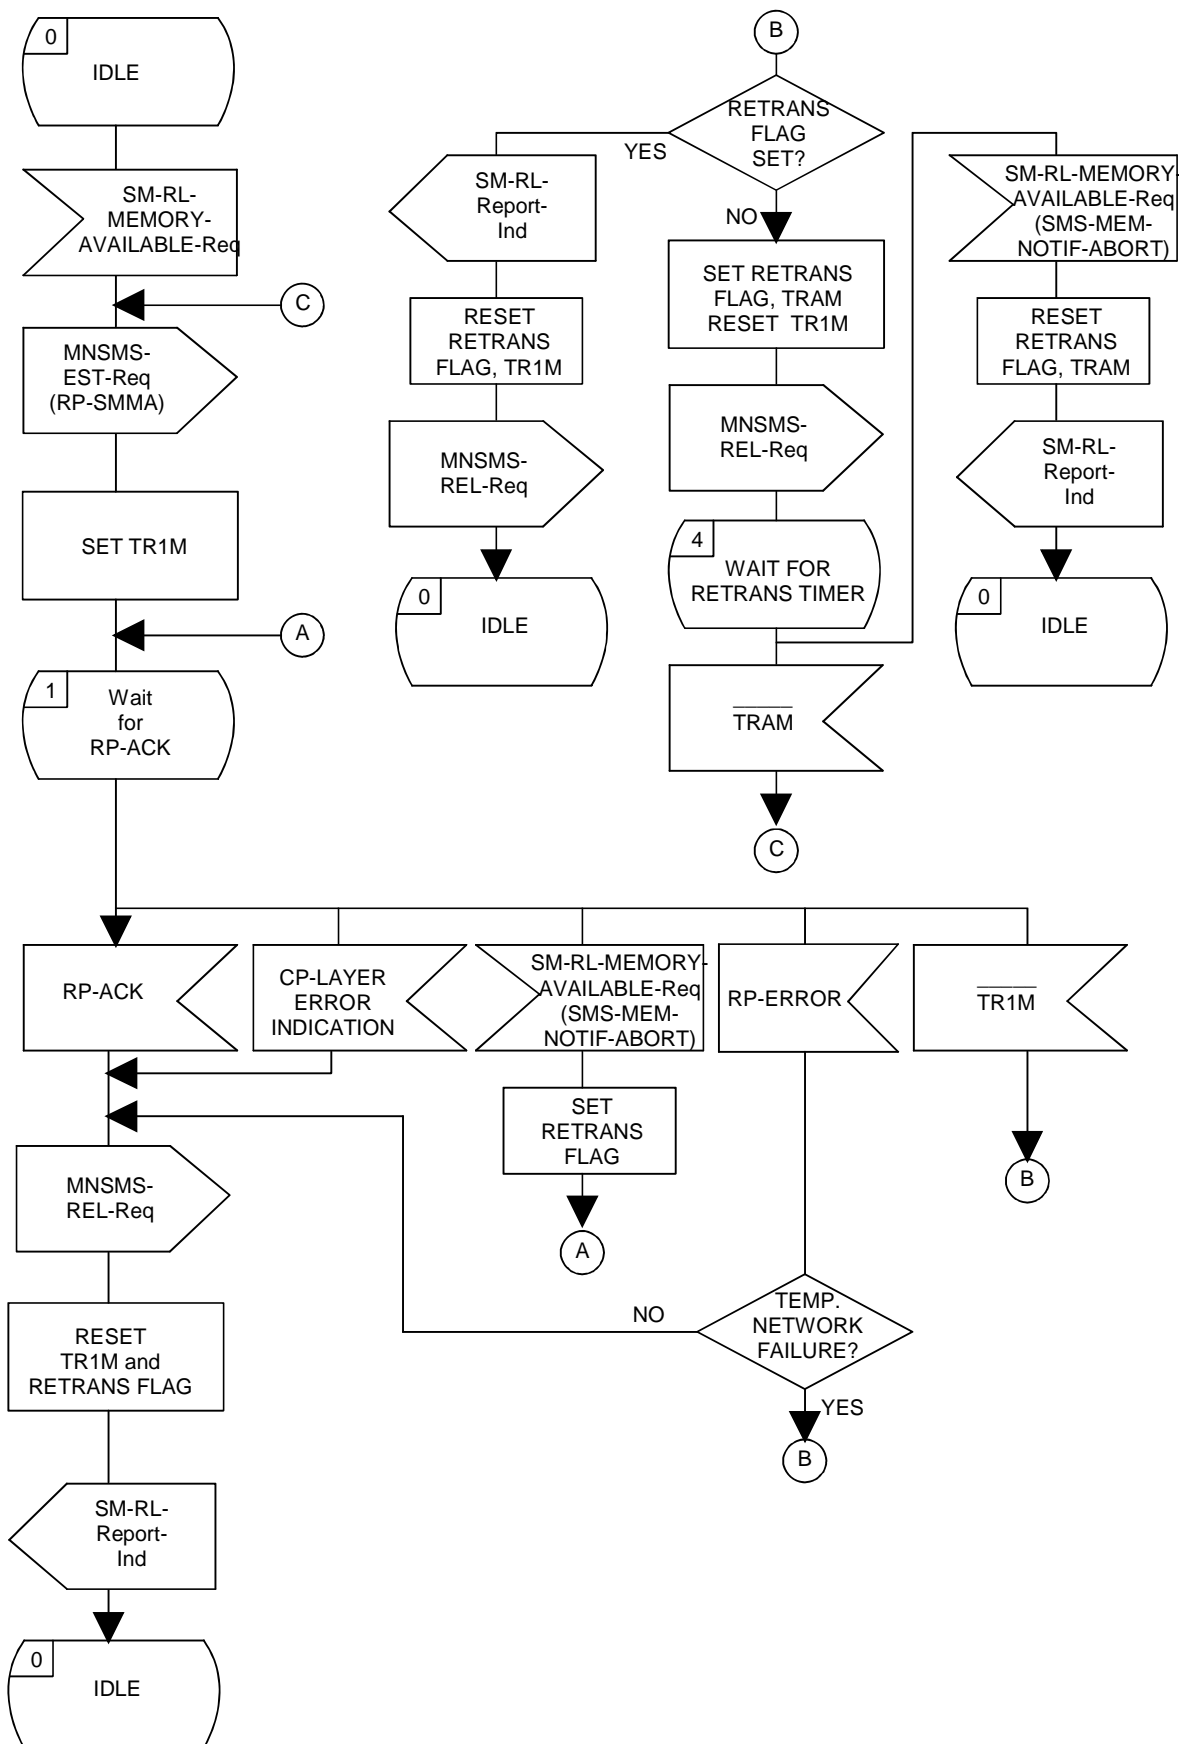 0
IDLE
SM-RL-
MEMORY-
AVAILABLE-Req
C
MNSMS-
EST-Req
(RP-SMMA)
SET TR1M
A
1
Wait
for
RP-ACK
B
RETRANS
FLAG
SET?
YES
NO
SM-RL-
Report-
Ind
RESET
RETRANS
FLAG, TR1M
MNSMS-
REL-Req
0
IDLE
SET RETRANS
FLAG, TRAM
RESET TR1M
MNSMS-
REL-Req
4
WAIT FOR
RETRANS TIMER
TRAM
C
SM-RL-MEMORY-
AVAILABLE-Req
(SMS-MEM-
NOTIF-ABORT)
RESET
RETRANS
FLAG, TRAM
SM-RL-
Report-
Ind
0
IDLE
RP-ACK
CP-LAYER
ERROR
INDICATION
SM-RL-MEMORY-
AVAILABLE-Req
(SMS-MEM-
NOTIF-ABORT)
RP-ERROR
TR1M
SET
RETRANS
FLAG
A
B
MNSMS-
REL-Req
TEMP.
NETWORK
FAILURE?
NO
YES
B
RESET
TR1M and
RETRANS FLAG
SM-RL-
Report-
Ind
0
IDLE